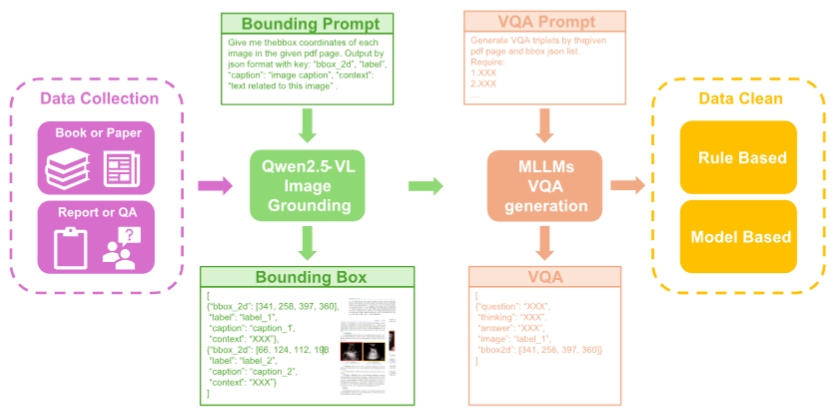 Bounding Prompt
Give me thebbox coordinates of each
image in the given pdf page. Output by
json format with key: "bbox_2d", "label",
"caption": "image caption", "context":
"text related to this image" .
VQA Prompt
Generate VQA triplets by thegiven
pdf page and bbox json list.
Require:
1.XXX
2.XXX
....
Data Collection
Book or Paper
Report or QA
?
Qwen2.5-VL
Image
Grounding
MLLMs
VQA
generation
Data Clean
Rule Based
Model Based
Bounding Box
[
{"bbox_2d": [341, 258, 397, 360],
"label": "label_1",
"caption": "caption_1",
"context": "XXX"},
{"bbox_2d": [66, 124, 112, 198]
"label": "label_2",
"caption": "caption_2",
"context": "XXX"}
]
VQA
[
{"question": "XXX",
"thinking": "XXX",
"answer": "XXX",
"image": "label_1",
"bbox2d": [341, 256, 397, 360]}
]